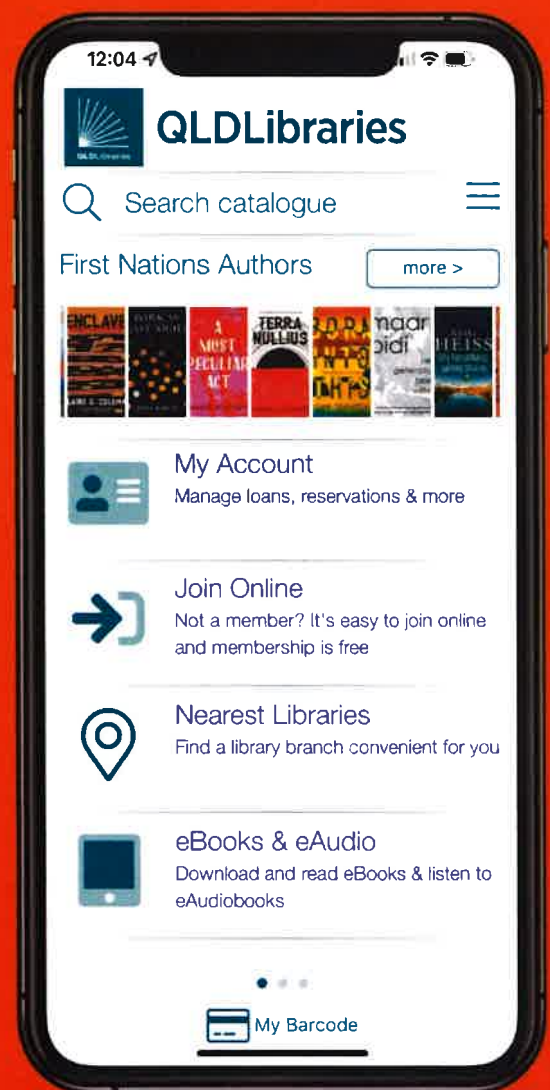 12:04
QLDLibraries
QLDLibraries
Search catalogue
First Nations Authors
more >
ENCLAVE
A
MOST
PECULIAR
ACT
TERRA
NULLIUS
maar
bidi
HEISS
My Account
Manage loans, reservations & more
Join Online
Not a member? It's easy to join online
and membership is free
Nearest Libraries
Find a library branch convenient for you
eBooks & eAudio
Download and read eBooks & listen to
eAudiobooks
My Barcode